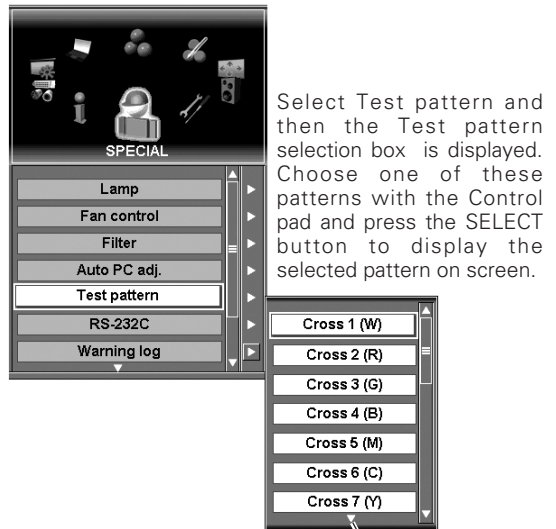 SPECIAL
Lamp
Fan control
Filter
Auto PC adj.
Test pattern
RS-232C
Warning log
Select Test pattern and
then the Test pattern
selection box is displayed.
Choose one of these
patterns with the Control
pad and press the SELECT
button to display the
selected pattern on screen.
Cross 1 (W)
Cross 2 (R)
Cross 3 (G)
Cross 4 (B)
Cross 5 (M)
Cross 6 (C)
Cross 7 (Y)